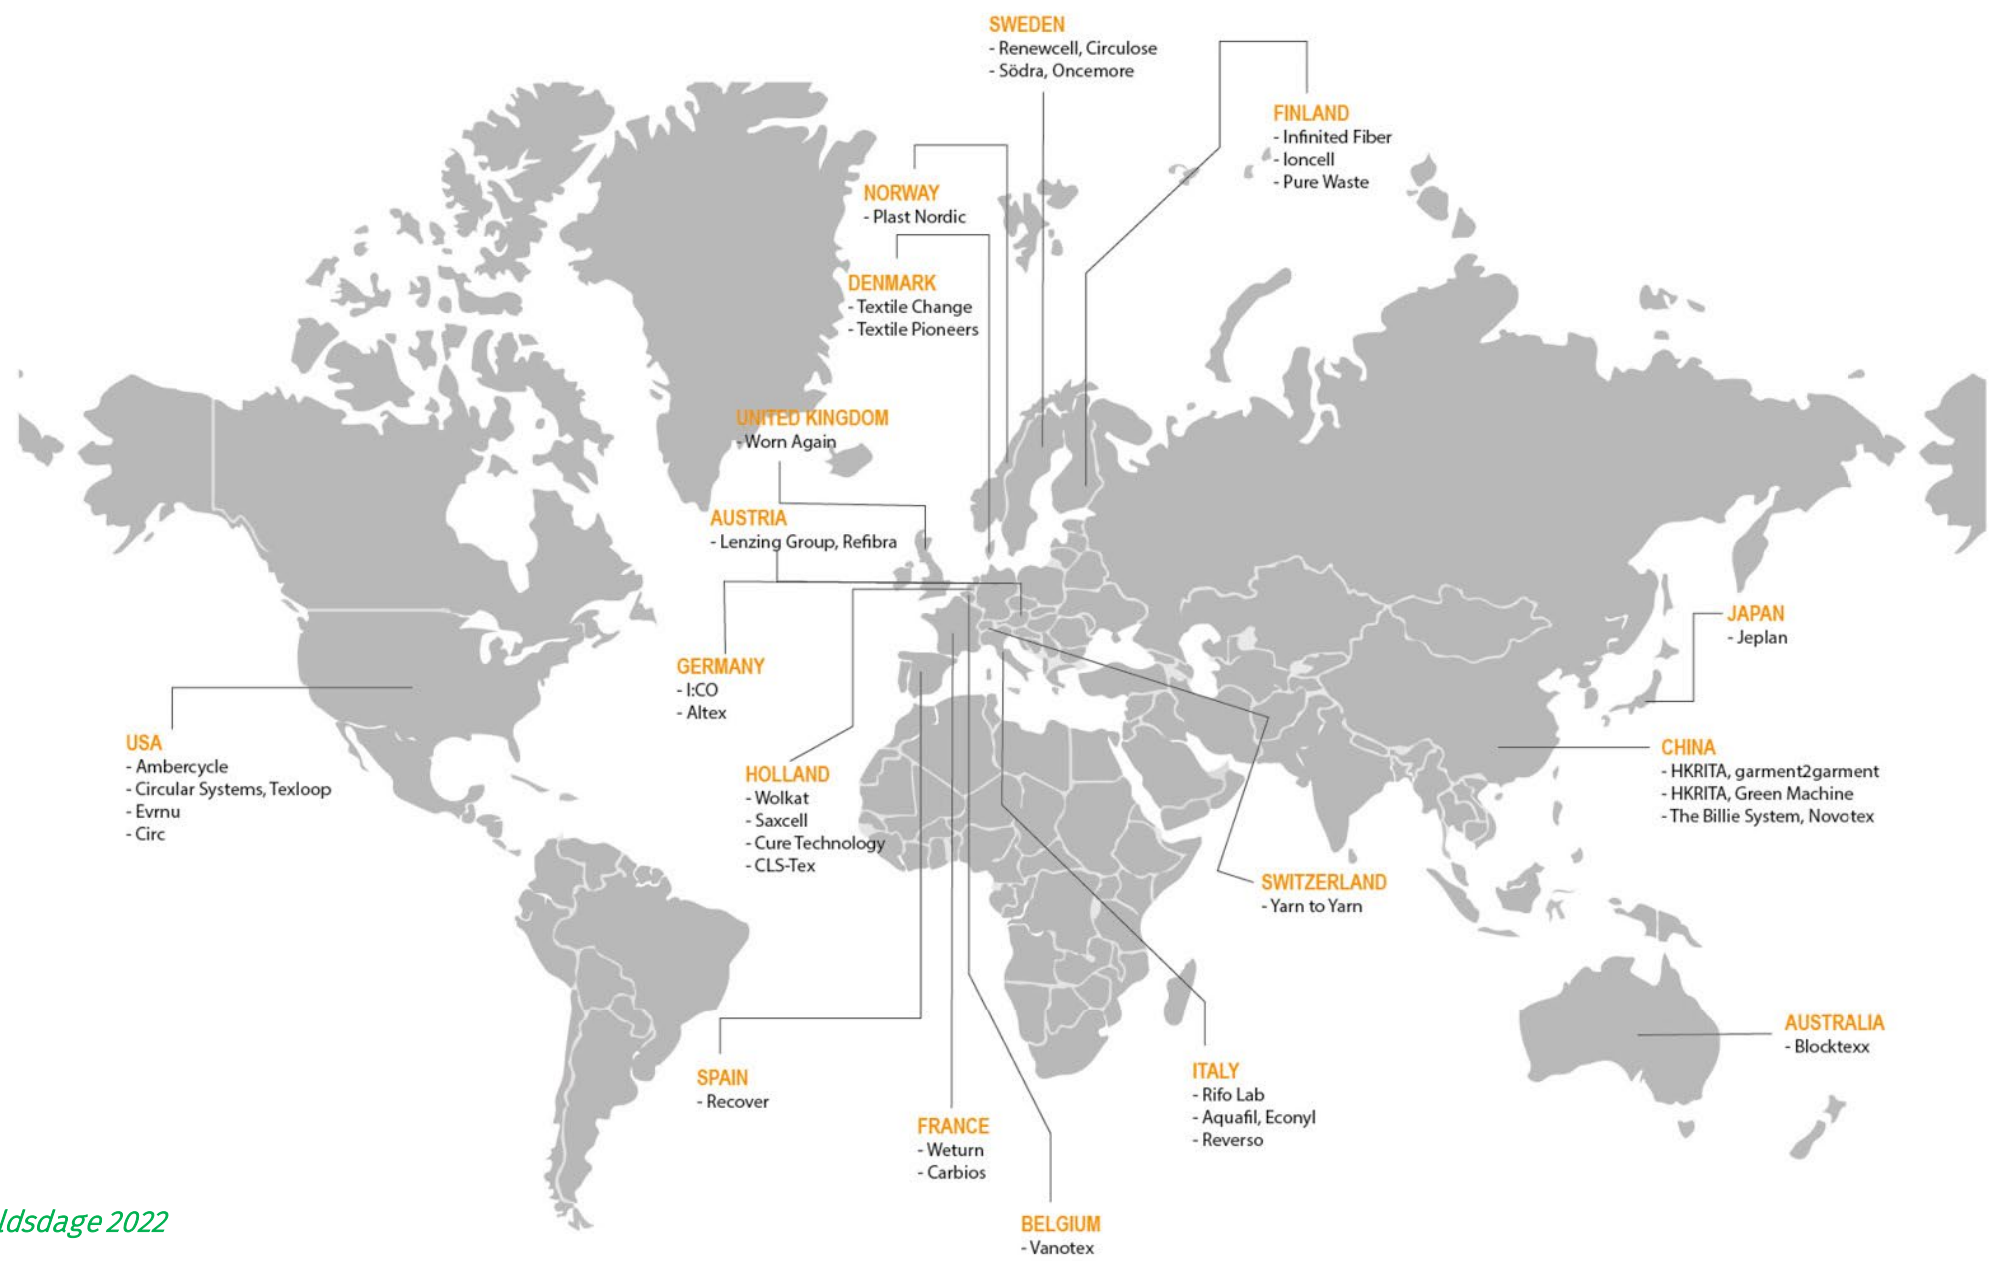 SWEDEN
- Renewcell, Circulose
- Södra, Oncemore
FINLAND
- Infinited Fiber
- Ioncell
- Pure Waste
NORWAY
- Plast Nordic
DENMARK
- Textile Change
- Textile Pioneers
UNITED KINGDOM
- Worn Again
AUSTRIA
- Lenzing Group, Refibra
GERMANY
- I:CO
- Altex
USA
- Ambercycle
- Circular Systems, Texloop
- Evrnu
- Circ
HOLLAND
- Wolkat
- Saxcell
- Cure Technology
- CLS-Tex
JAPAN
- Jeplan
CHINA
- HKRITA, garment2garment
- HKRITA, Green Machine
- The Billie System, Novotex
SWITZERLAND
- Yarn to Yarn
AUSTRALIA
- Blocktexx
SPAIN
- Recover
FRANCE
- Weturn
- Carbios
ITALY
- Rifo Lab
- Aquafil, Econyl
- Reverso
BELGIUM
- Vanotex
ldsdage 2022